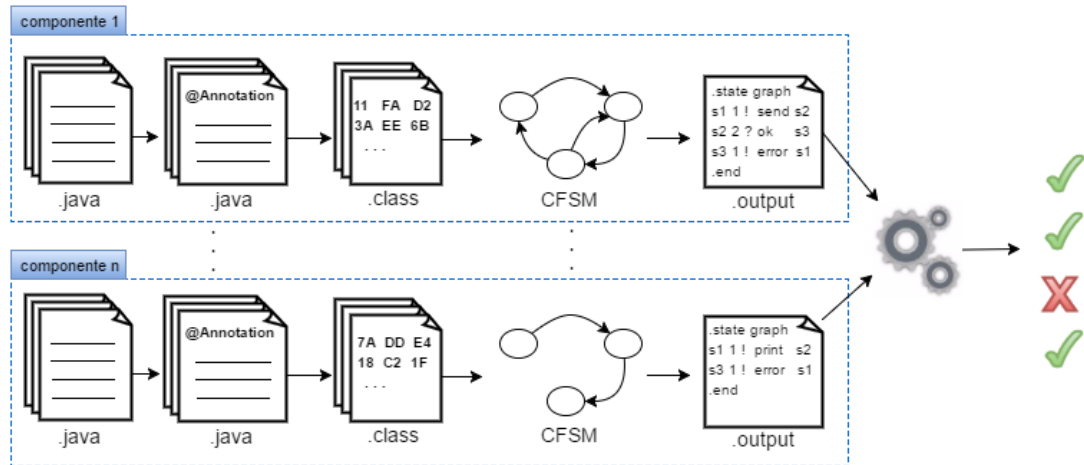 componente 1
@Annotation
11 FA D2
3A EE 6B
. . .
.state graph
s1 1 ! send s2
s2 2 ? ok s3
s3 1 ! error s1
.end
.java
.java
.class
CFSM
.output
componente n
@Annotation
7A DD E4
18 C2 1F
. . .
.state graph
s1 1 ! print s2
s3 1 ! error s1
.end
.java
.java
.class
CFSM
.output